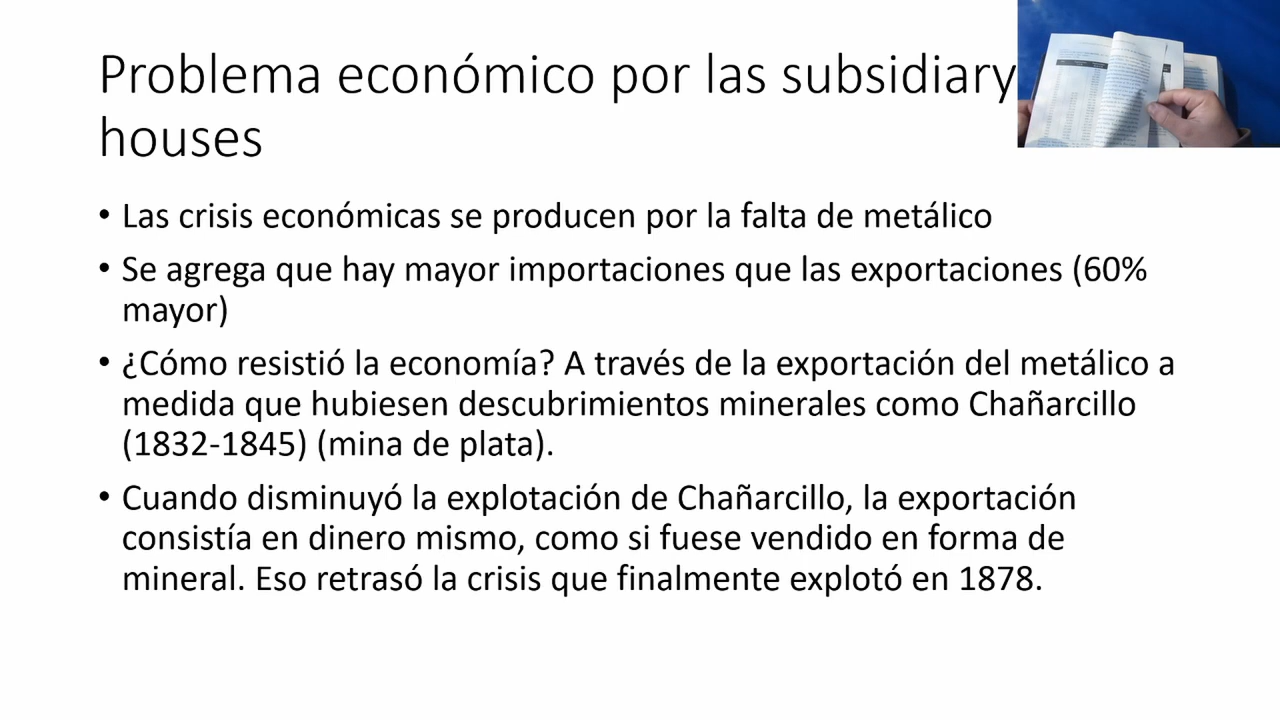 Problema económico por las subsidiary
houses
• Las crisis económicas se producen por la falta de metálico
• Se agrega que hay mayor importaciones que las exportaciones (60%
mayor)
• ¿Cómo resistió la economía? A través de la exportación del metálico a
medida que hubiesen descubrimientos minerales como Chañarcillo
(1832-1845) (mina de plata).
• Cuando disminuyó la explotación de Chañarcillo, la exportación
consistía en dinero mismo, como si fuese vendido en forma de
mineral. Eso retrasó la crisis que finalmente explotó en 1878.